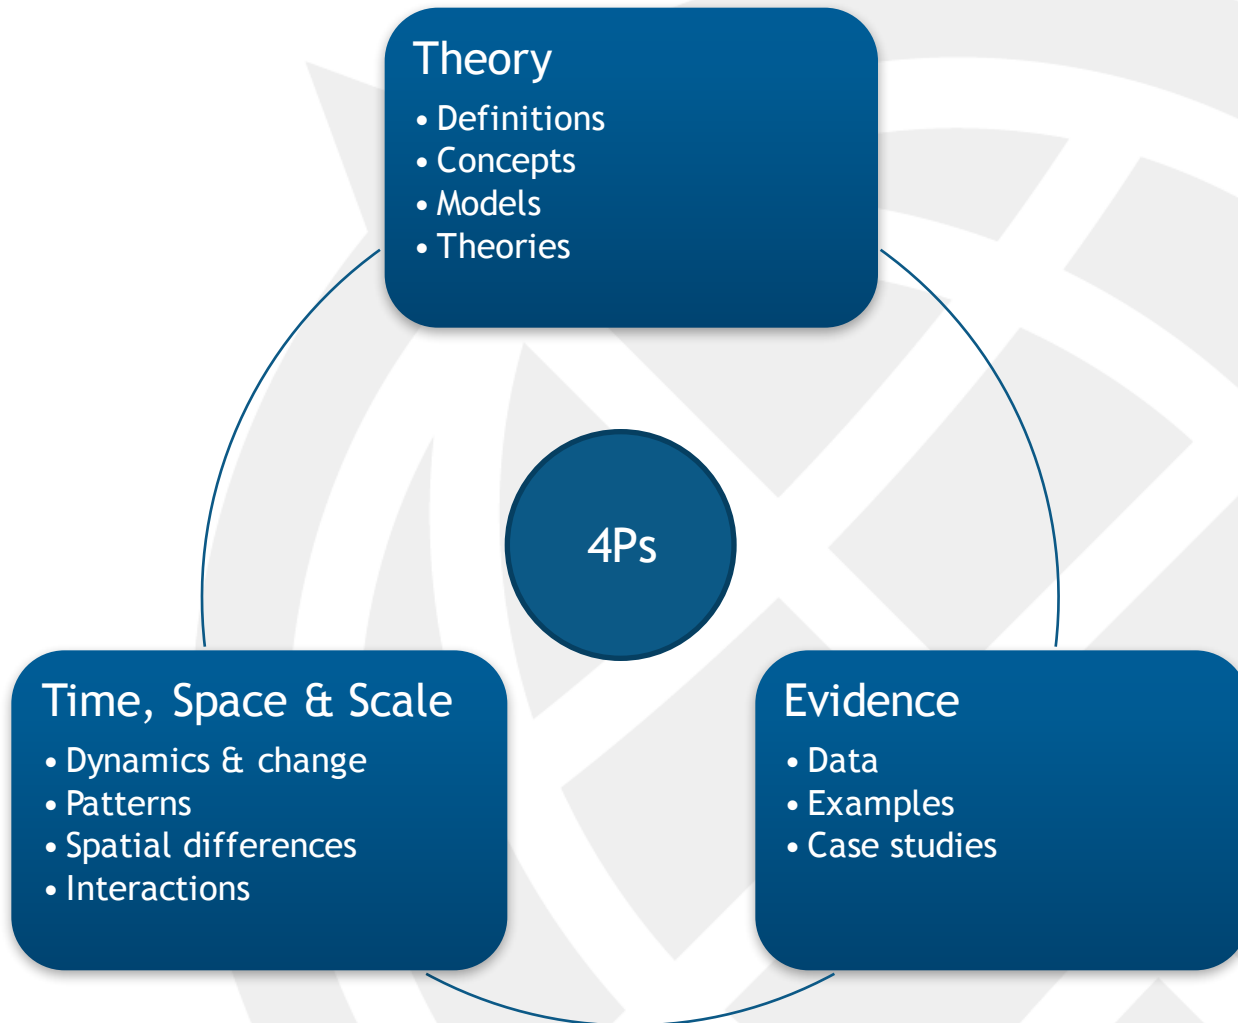 Theory
• Definitions
• Concepts
• Models
• Theories
4Ps
Time, Space & Scale
• Dynamics & change
• Patterns
• Spatial differences
• Interactions
Evidence
• Data
• Examples
• Case studies